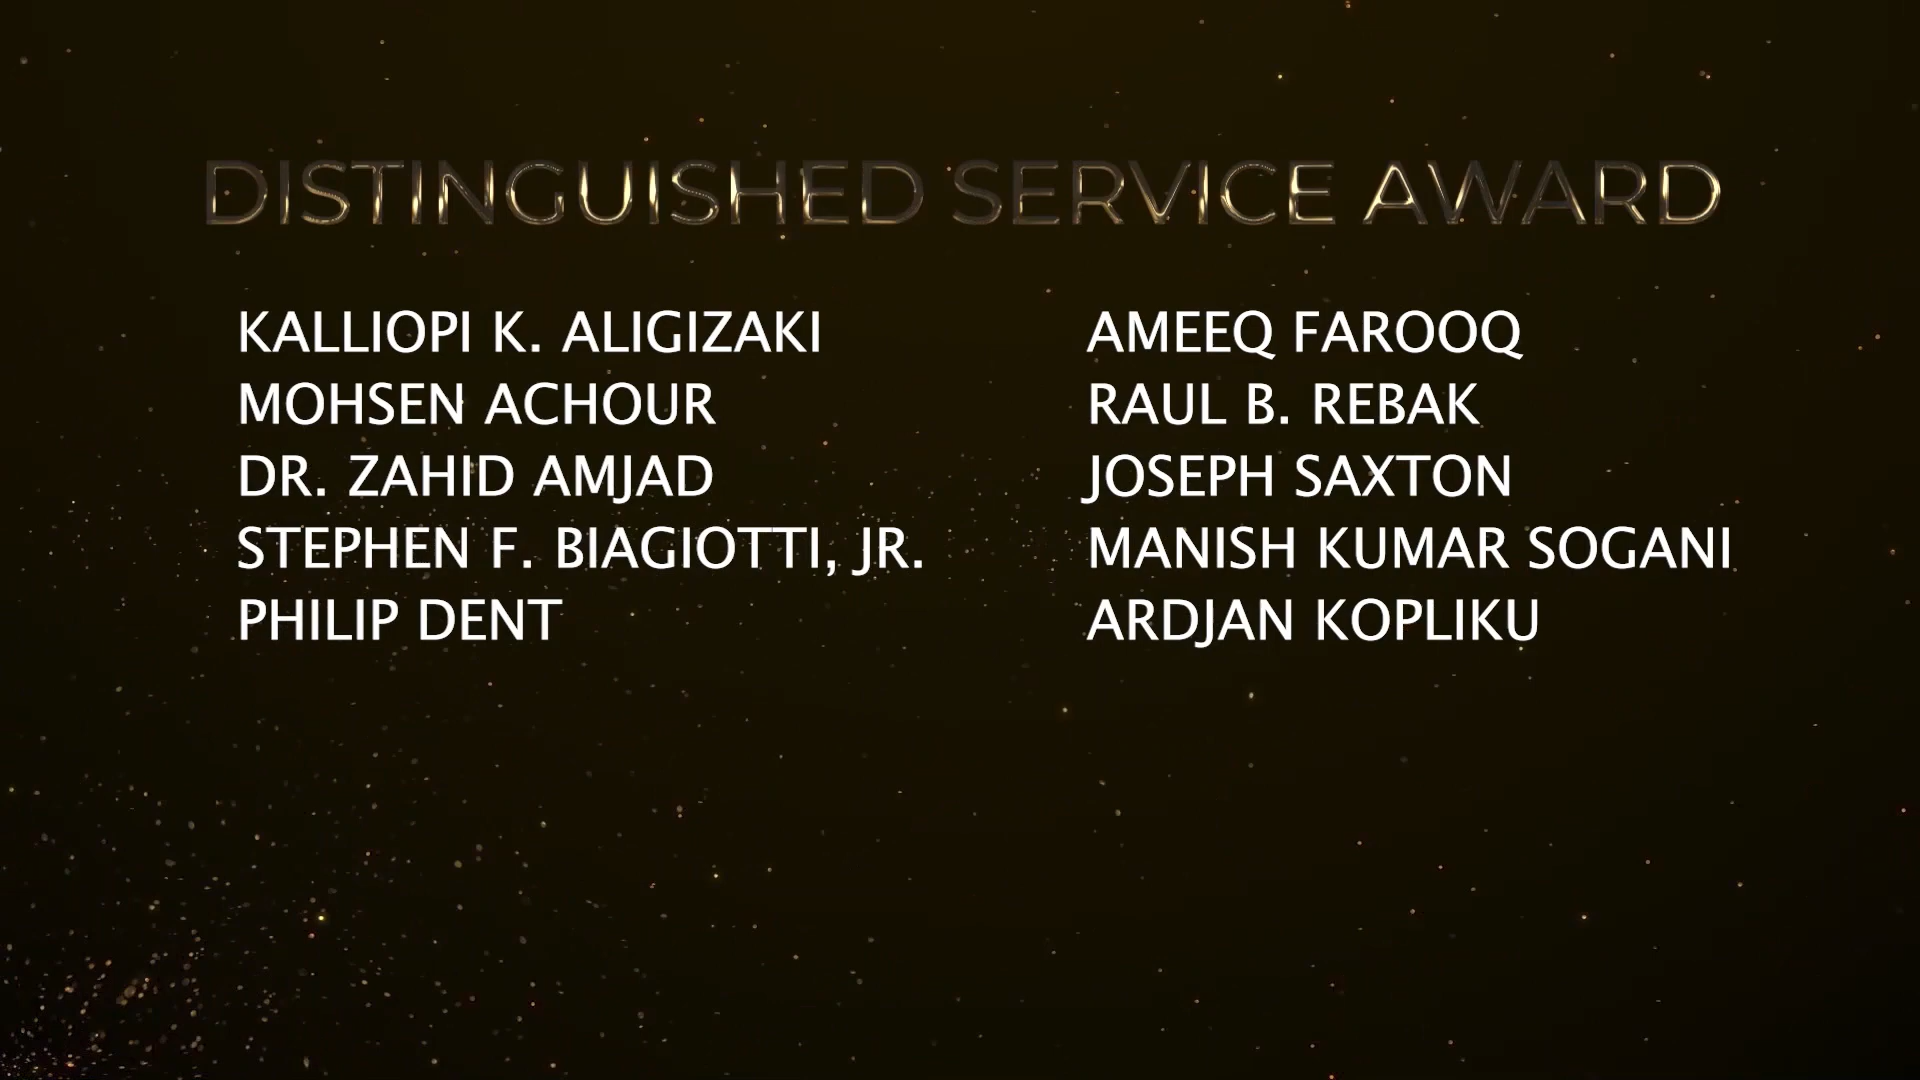 DISTINGUISHED SERVICE AWARD
KALLIOPI K. ALIGIZAKI
MOHSEN ACHOUR
DR. ZAHID AMJAD
STEPHEN F. BIAGIOTTI, JR.
PHILIP DENT
AMEEQ FAROOQ
RAUL B. REBAK
JOSEPH SAXTON
MANISH KUMAR SOGANI
ARDJAN KOPLIKU